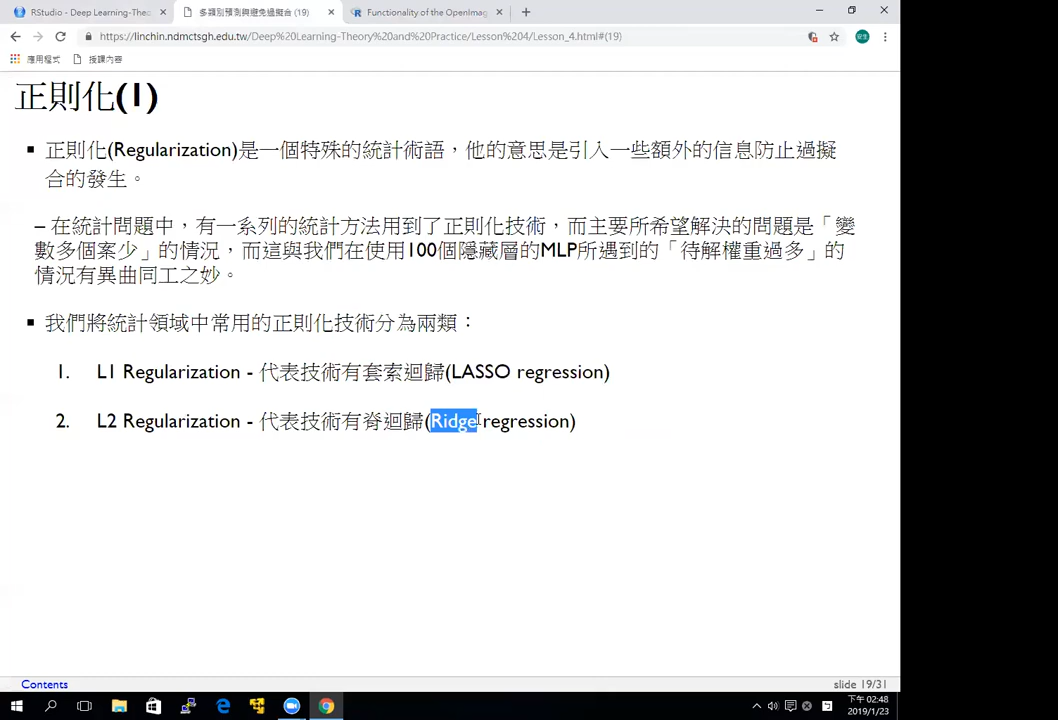 RStudio - Deep Learning-Theo
多類別預測與避免過擬合 (19)
Functionality of the OpenImag
https://linchin.ndmctsgh.edu.tw/Deep%20Learning-Theory%20and%20Practice/Lesson%204/Lesson_4.html#(19)
應用程式
授課內容
正則化(1)
正則化(Regularization)是一個特殊的統計術語，他的意思是引入一些額外的信息防止過擬
合的發生。
– 在統計問題中，有一系列的統計方法用到了正則化技術，而主要所希望解決的問題是「變
數多個案少」的情況，而這與我們在使用100個隱藏層的MLP所遇到的「待解權重過多」的
情況有異曲同工之妙。
我們將統計領域中常用的正則化技術分為兩類：
1. L1 Regularization - 代表技術有套索迴歸(LASSO regression)
2. L2 Regularization - 代表技術有脊迴歸(Ridge regression)
Contents
slide 19/31
下午 02:48
2019/1/23